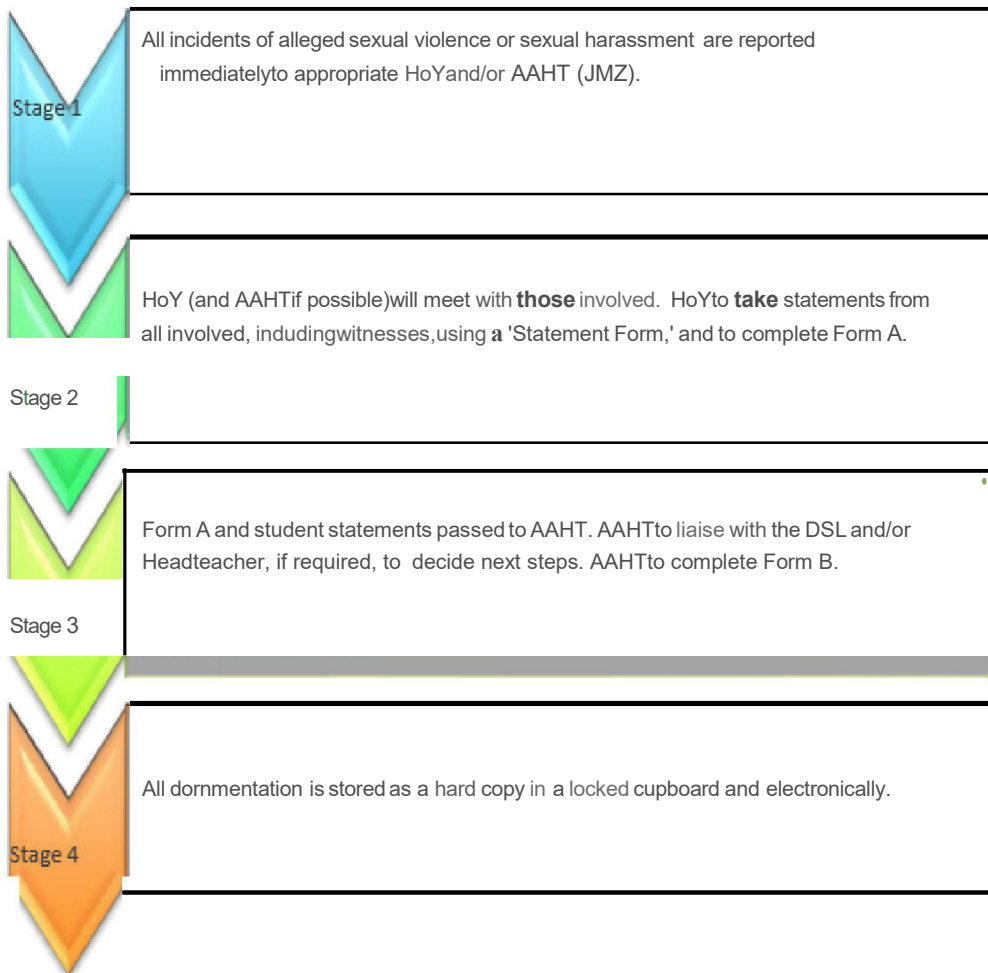 Stage 1
All incidents of alleged sexual violence or sexual harassment are reported
immediatelyto appropriate HoYand/or AAHT (JMZ).
Stage 2
HoY (and AAHTif possible)will meet with those involved. HoYto take statements from
all involved, indudingwitnesses,using a 'Statement Form,' and to complete Form A.
Stage 3
Form A and student statements passed to AAHT. AAHTto liaise with the DSL and/or
Headteacher, if required, to decide next steps. AAHTto complete Form B.
Stage 4
All dornmentation is stored as a hard copy in a locked cupboard and electronically.